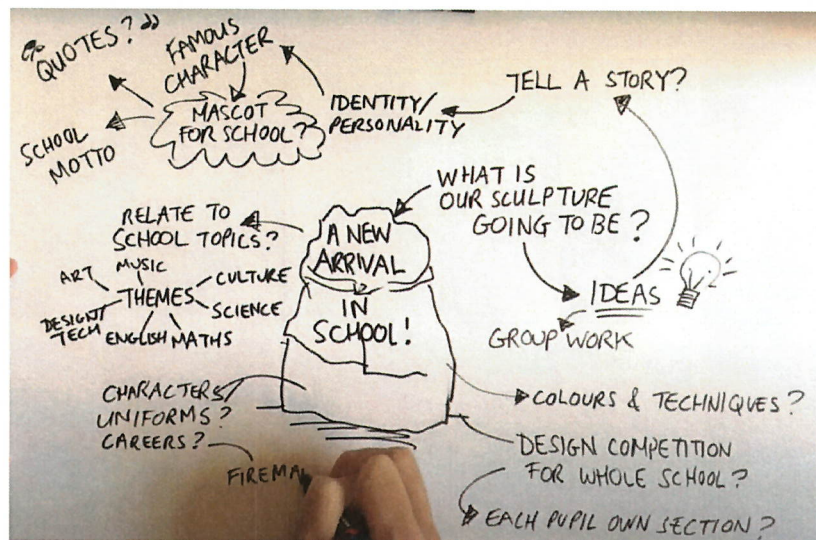 "QUOTES?"
FAMOUS
CHARACTER
MASCOT
FOR SCHOOL?
IDENTITY/
PERSONALITY
TELL A STORY?
SCHOOL
MOTTO
WHAT IS
OUR SCULPTURE
GOING TO BE?
RELATE TO
SCHOOL TOPICS?
A NEW
ARRIVAL
IN
SCHOOL!
ART
MUSIC
CULTURE
THEMES
SCIENCE
DESIGN/
TECH
ENGLISH
MATHS
IDEAS
GROUP WORK
CHARACTERS/
UNIFORMS?
CAREERS?
FIREMA
COLOURS & TECHNIQUES?
DESIGN COMPETITION
FOR WHOLE SCHOOL?
EACH PUPIL OWN SECTION?